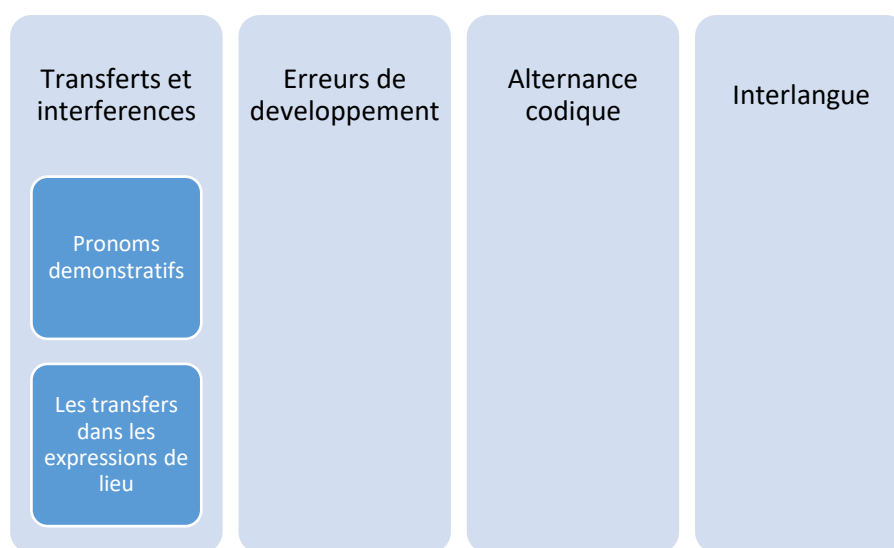 Transferts et
interferences
Pronoms
demonstratifs
Les transfers
dans les
expressions de
lieu
Erreurs de
developpement
Alternance
codique
Interlangue